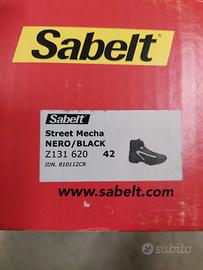 Sabelt
Sabelt
Street Mecha
NERO/BLACK
Z131 620 42
IDN. 810112CR
www.sabelt.com
subito